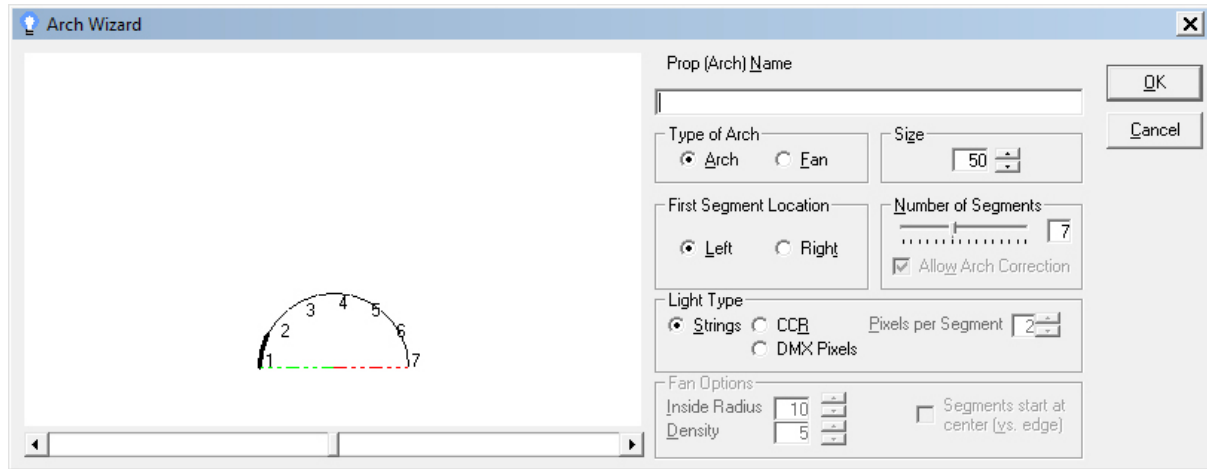 Arch Wizard
Prop (Arch) Name
OK
Cancel
Type of Arch
Arch Fan
Size
50
First Segment Location
Left Right
Number of Segments
7
Allow Arch Correction
Light Type
Strings CCR Pixels per Segment 2
DMX Pixels
Fan Options
Inside Radius 10
Density 5
Segments start at
center (vs. edge)
1 2 3 4 5 6 7